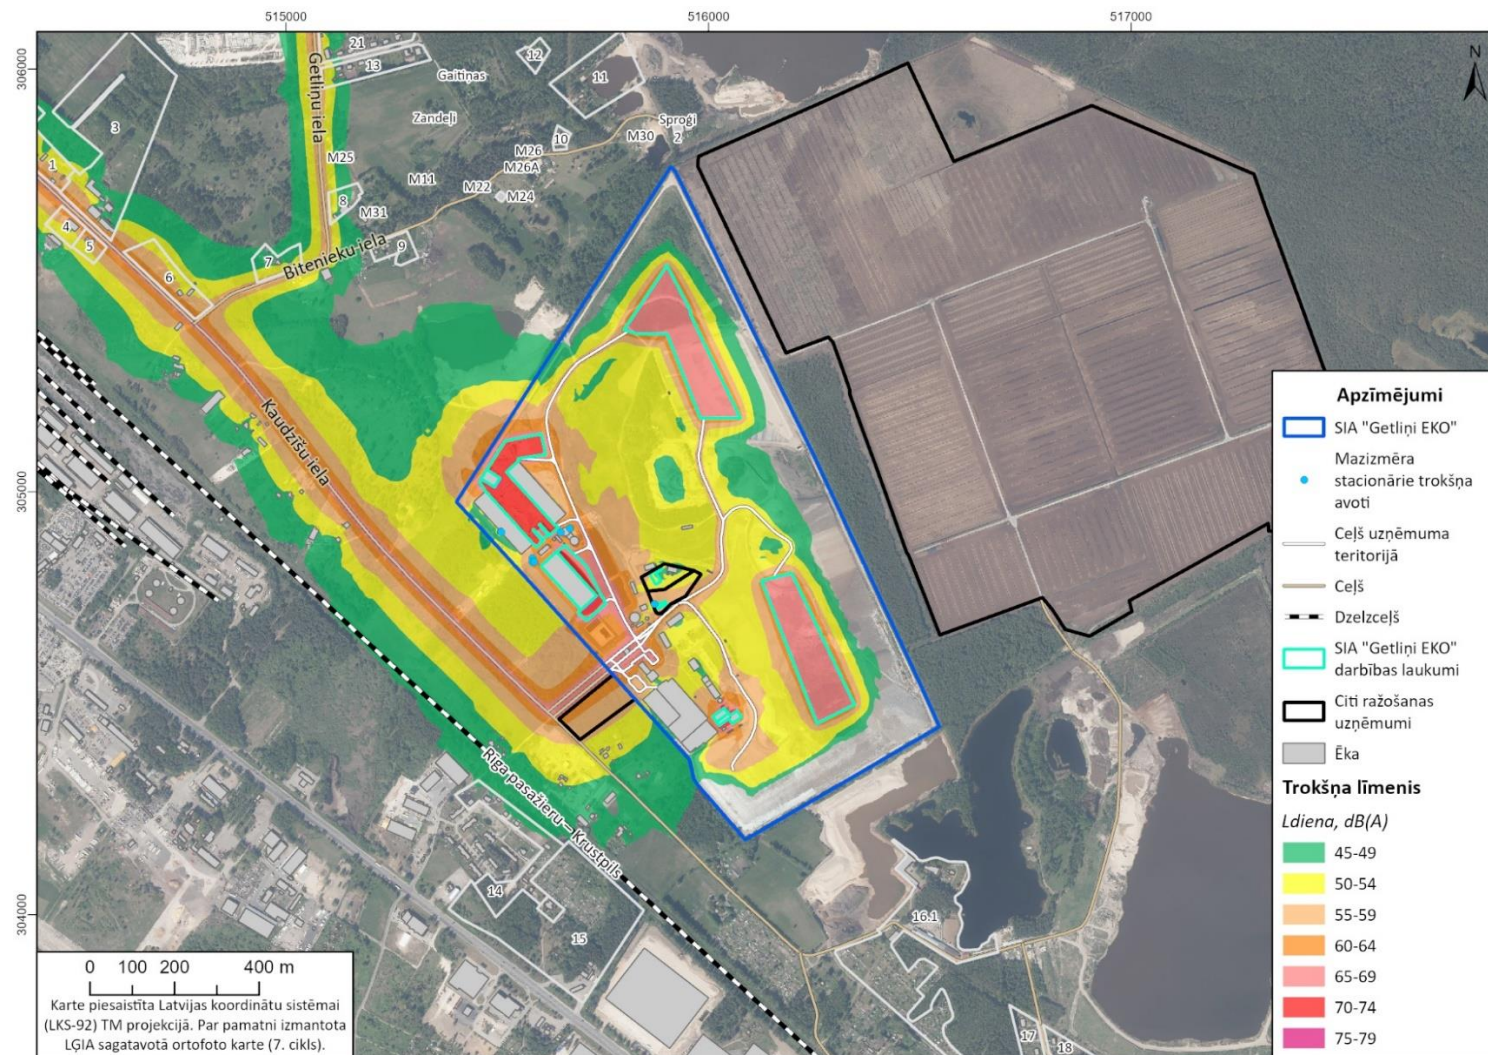 515000
516000
517000
306000
305000
304000
N
21
13
12
11
Gaitiņas
Getliņu iela
Zandeļi
Sproģi
2
M30
10
M26
M26A
M25
M11
M22
M24
3
1
8
M31
4
5
9
7
6
Bitenieku iela
Kaudzīšu iela
Rīga pasažieru – Krustpils
14
15
16.1
17
18
0 100 200 400 m
Karte piesaistīta Latvijas koordinātu sistēmai
(LKS-92) TM projekcijā. Par pamatni izmantota
LĢIA sagatavotā ortofoto karte (7. cikls).
Apzīmējumi
SIA "Getliņi EKO"
Mazizmēra
stacionārie trokšņa
avoti
Ceļš uzņēmuma
teritorijā
Ceļš
Dzelzceļš
SIA "Getliņi EKO"
darbības laukumi
Citi ražošanas
uzņēmumi
Ēka
Trokšņa līmenis
Ldiena, dB(A)
45-49
50-54
55-59
60-64
65-69
70-74
75-79